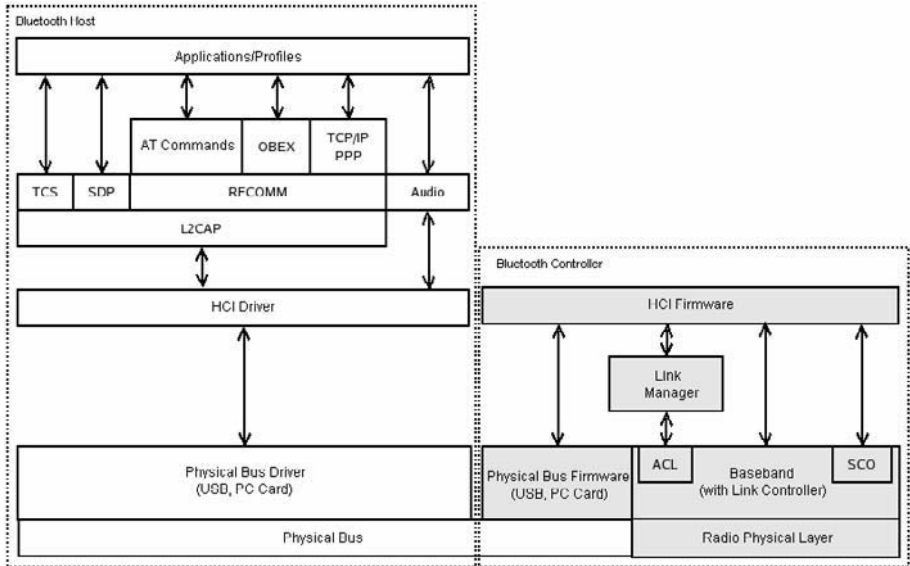 Bluetooth Host
Applications/Profiles
AT Commands
OBEX
TCP/IP
PPP
TCS
SDP
RFCOMM
Audio
L2CAP
HCI Driver
Physical Bus Driver
(USB, PC Card)
Physical Bus
Bluetooth Controller
HCI Firmware
Link
Manager
Physical Bus Firmware
(USB, PC Card)
ACL
Baseband
(with Link Controller)
SCO
Radio Physical Layer